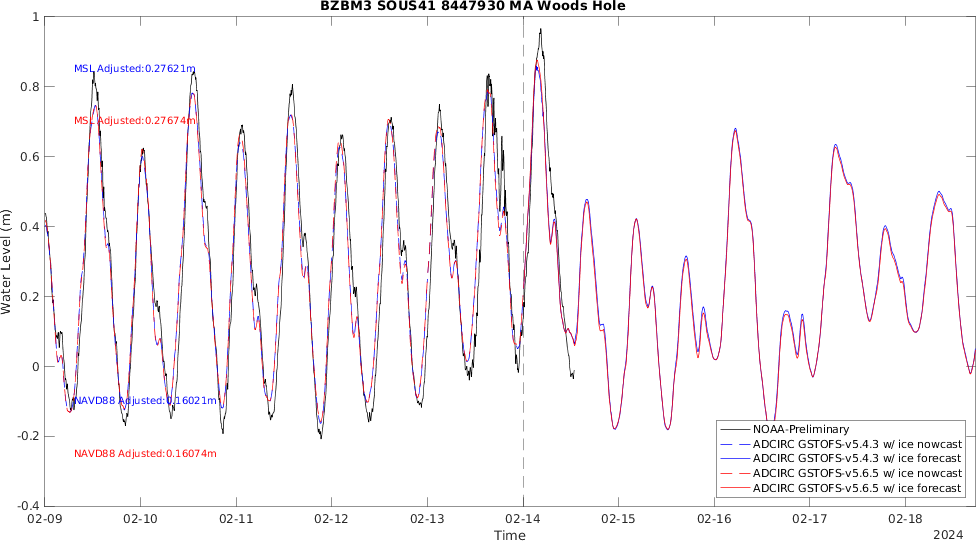 BZBM3 SOUS41 8447930 MA Woods Hole
MSL Adjusted:0.27621m
MSL Adjusted:0.27674m
NAVD88 Adjusted:0.16021m
NAVD88 Adjusted:0.16074m
Water Level (m)
1
0.8
0.6
0.4
0.2
0
-0.2
-0.4
NOAA-Preliminary
ADCIRC GSTOFS-v5.4.3 w/ ice nowcast
ADCIRC GSTOFS-v5.4.3 w/ ice forecast
ADCIRC GSTOFS-v5.6.5 w/ ice nowcast
ADCIRC GSTOFS-v5.6.5 w/ ice forecast
02-09 02-10 02-11 02-12 02-13 02-14 02-15 02-16 02-17 02-18
Time
2024